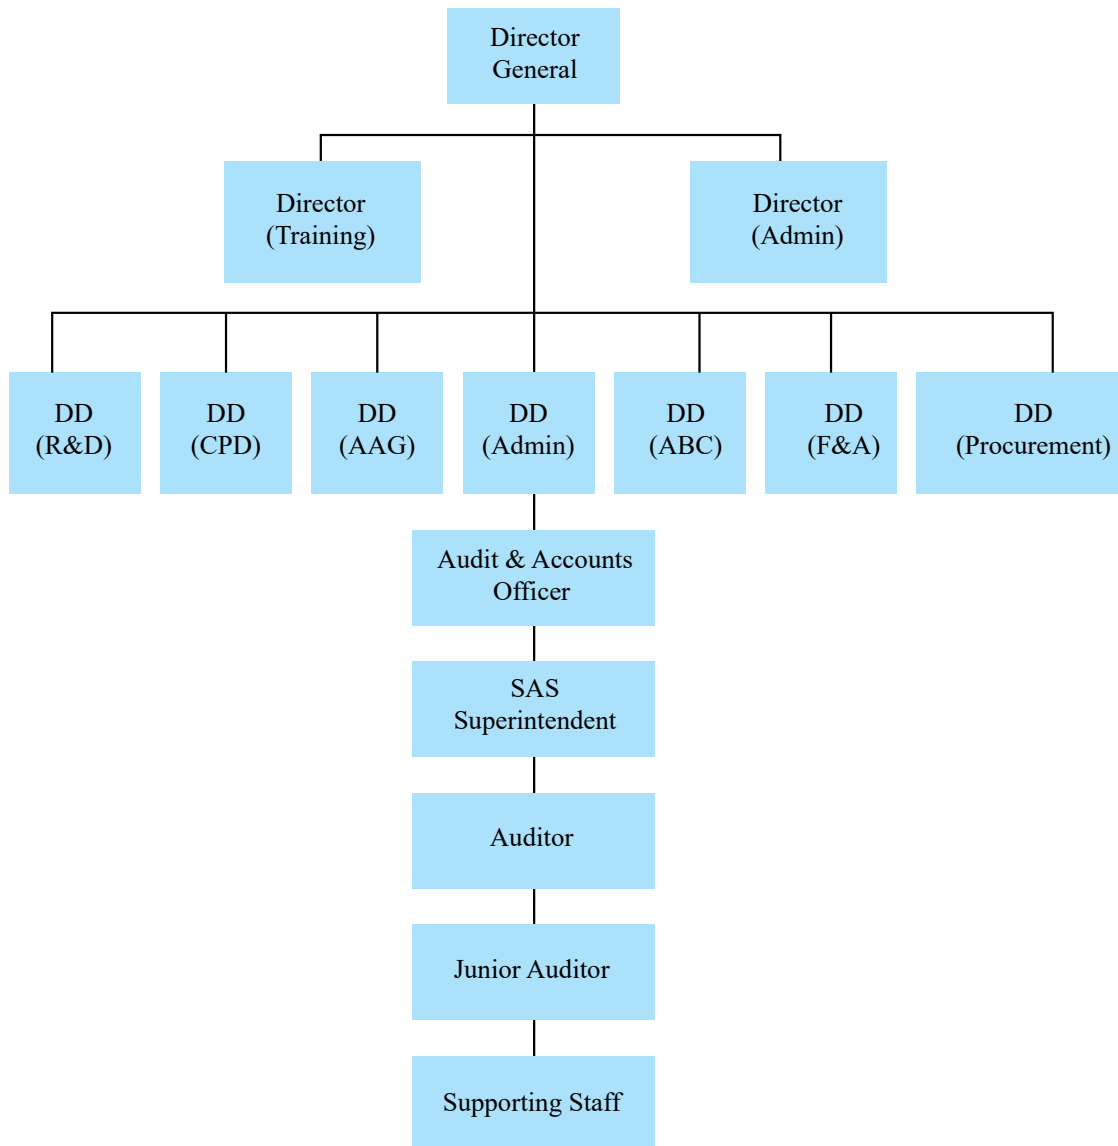 Director
General
Director
(Training)
Director
(Admin)
DD
(R&D)
DD
(CPD)
DD
(AAG)
DD
(Admin)
DD
(ABC)
DD
(F&A)
DD
(Procurement)
Audit & Accounts
Officer
SAS
Superintendent
Auditor
Junior Auditor
Supporting Staff